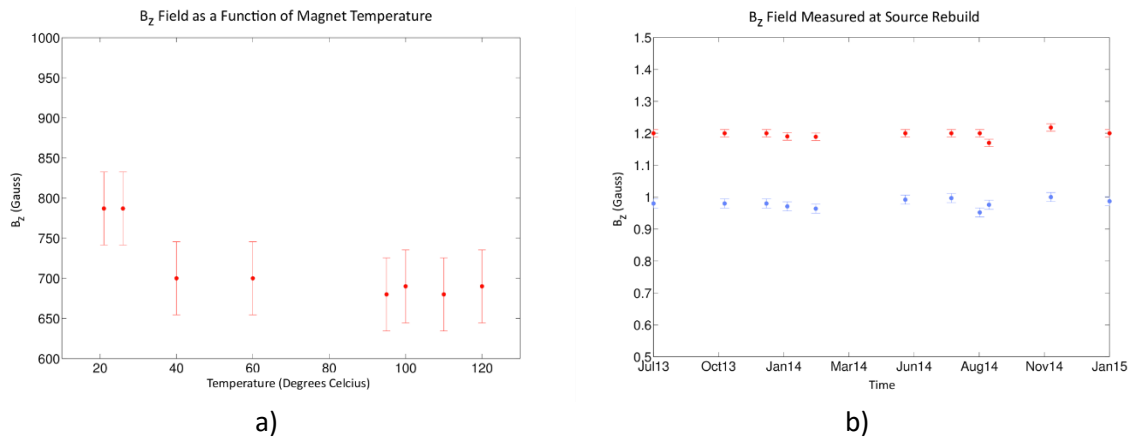 B_Z Field as a Function of Magnet Temperature
1000
950
900
850
800
750
700
650
600
B_Z (Gauss)
20
40
60
80
100
120
Temperature (Degrees Celcius)
a)
B_Z Field Measured at Source Rebuild
1.5
1.4
1.3
1.2
1.1
1
0.9
0.8
0.7
0.6
0.5
B_Z (Gauss)
Jul13
Oct13
Jan14
Mar14
Jun14
Aug14
Nov14
Jan15
Time
b)